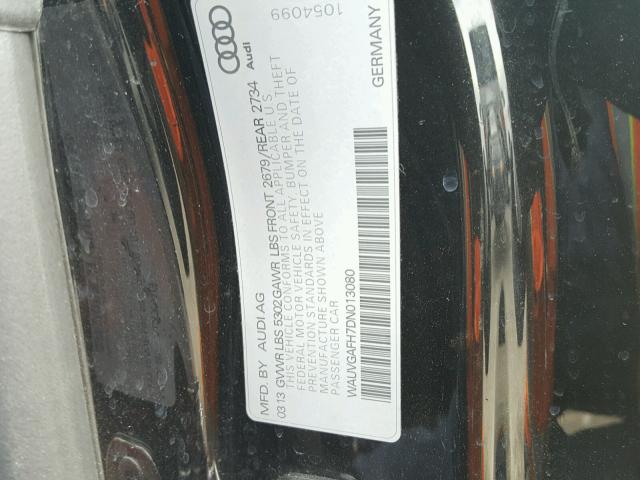 1054099
Audi
MFD. BY AUDI AG
0313 GVWR LBS 5302 GAWR LBS FRONT 2679/REAR 2734
THIS VEHICLE CONFORMS TO ALL APPLICABLE U.S.
FEDERAL MOTOR VEHICLE SAFETY, BUMPER AND THEFT
PREVENTION STANDARDS IN EFFECT ON THE DATE OF
MANUFACTURE SHOWN ABOVE
PASSENGER CAR
WAUVGAFH7DN013080
GERMANY